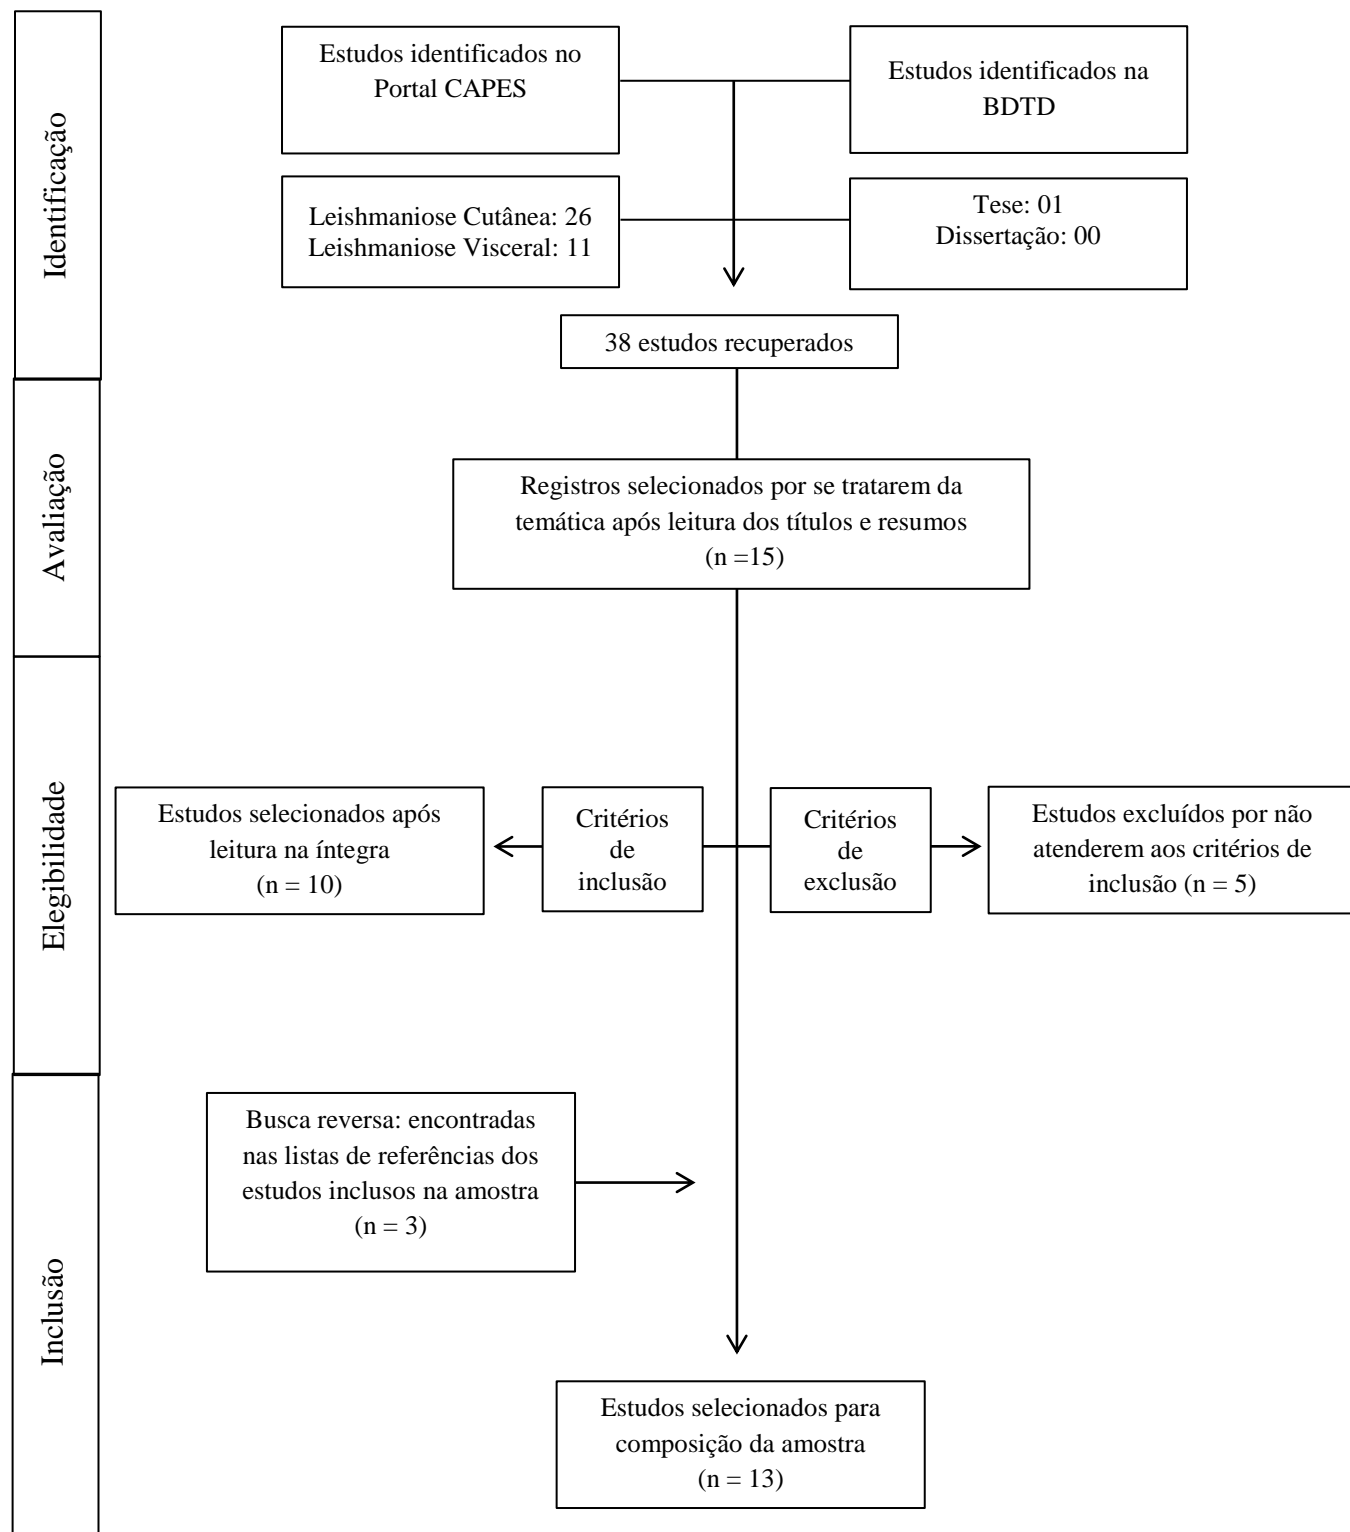 Identificação
Estudos identificados no
Portal CAPES
Estudos identificados na
BDTD
Leishmaniose Cutânea: 26
Leishmaniose Visceral: 11
Tese: 01
Dissertação: 00
38 estudos recuperados
Avaliação
Registros selecionados por se tratarem da
temática após leitura dos títulos e resumos
(n =15)
Elegibilidade
Estudos selecionados após
leitura na íntegra
(n = 10)
Critérios
de
inclusão
Critérios
de
exclusão
Estudos excluídos por não
atenderem aos critérios de
inclusão (n = 5)
Inclusão
Busca reversa: encontradas
nas listas de referências dos
estudos inclusos na amostra
(n = 3)
Estudos selecionados para
composição da amostra
(n = 13)